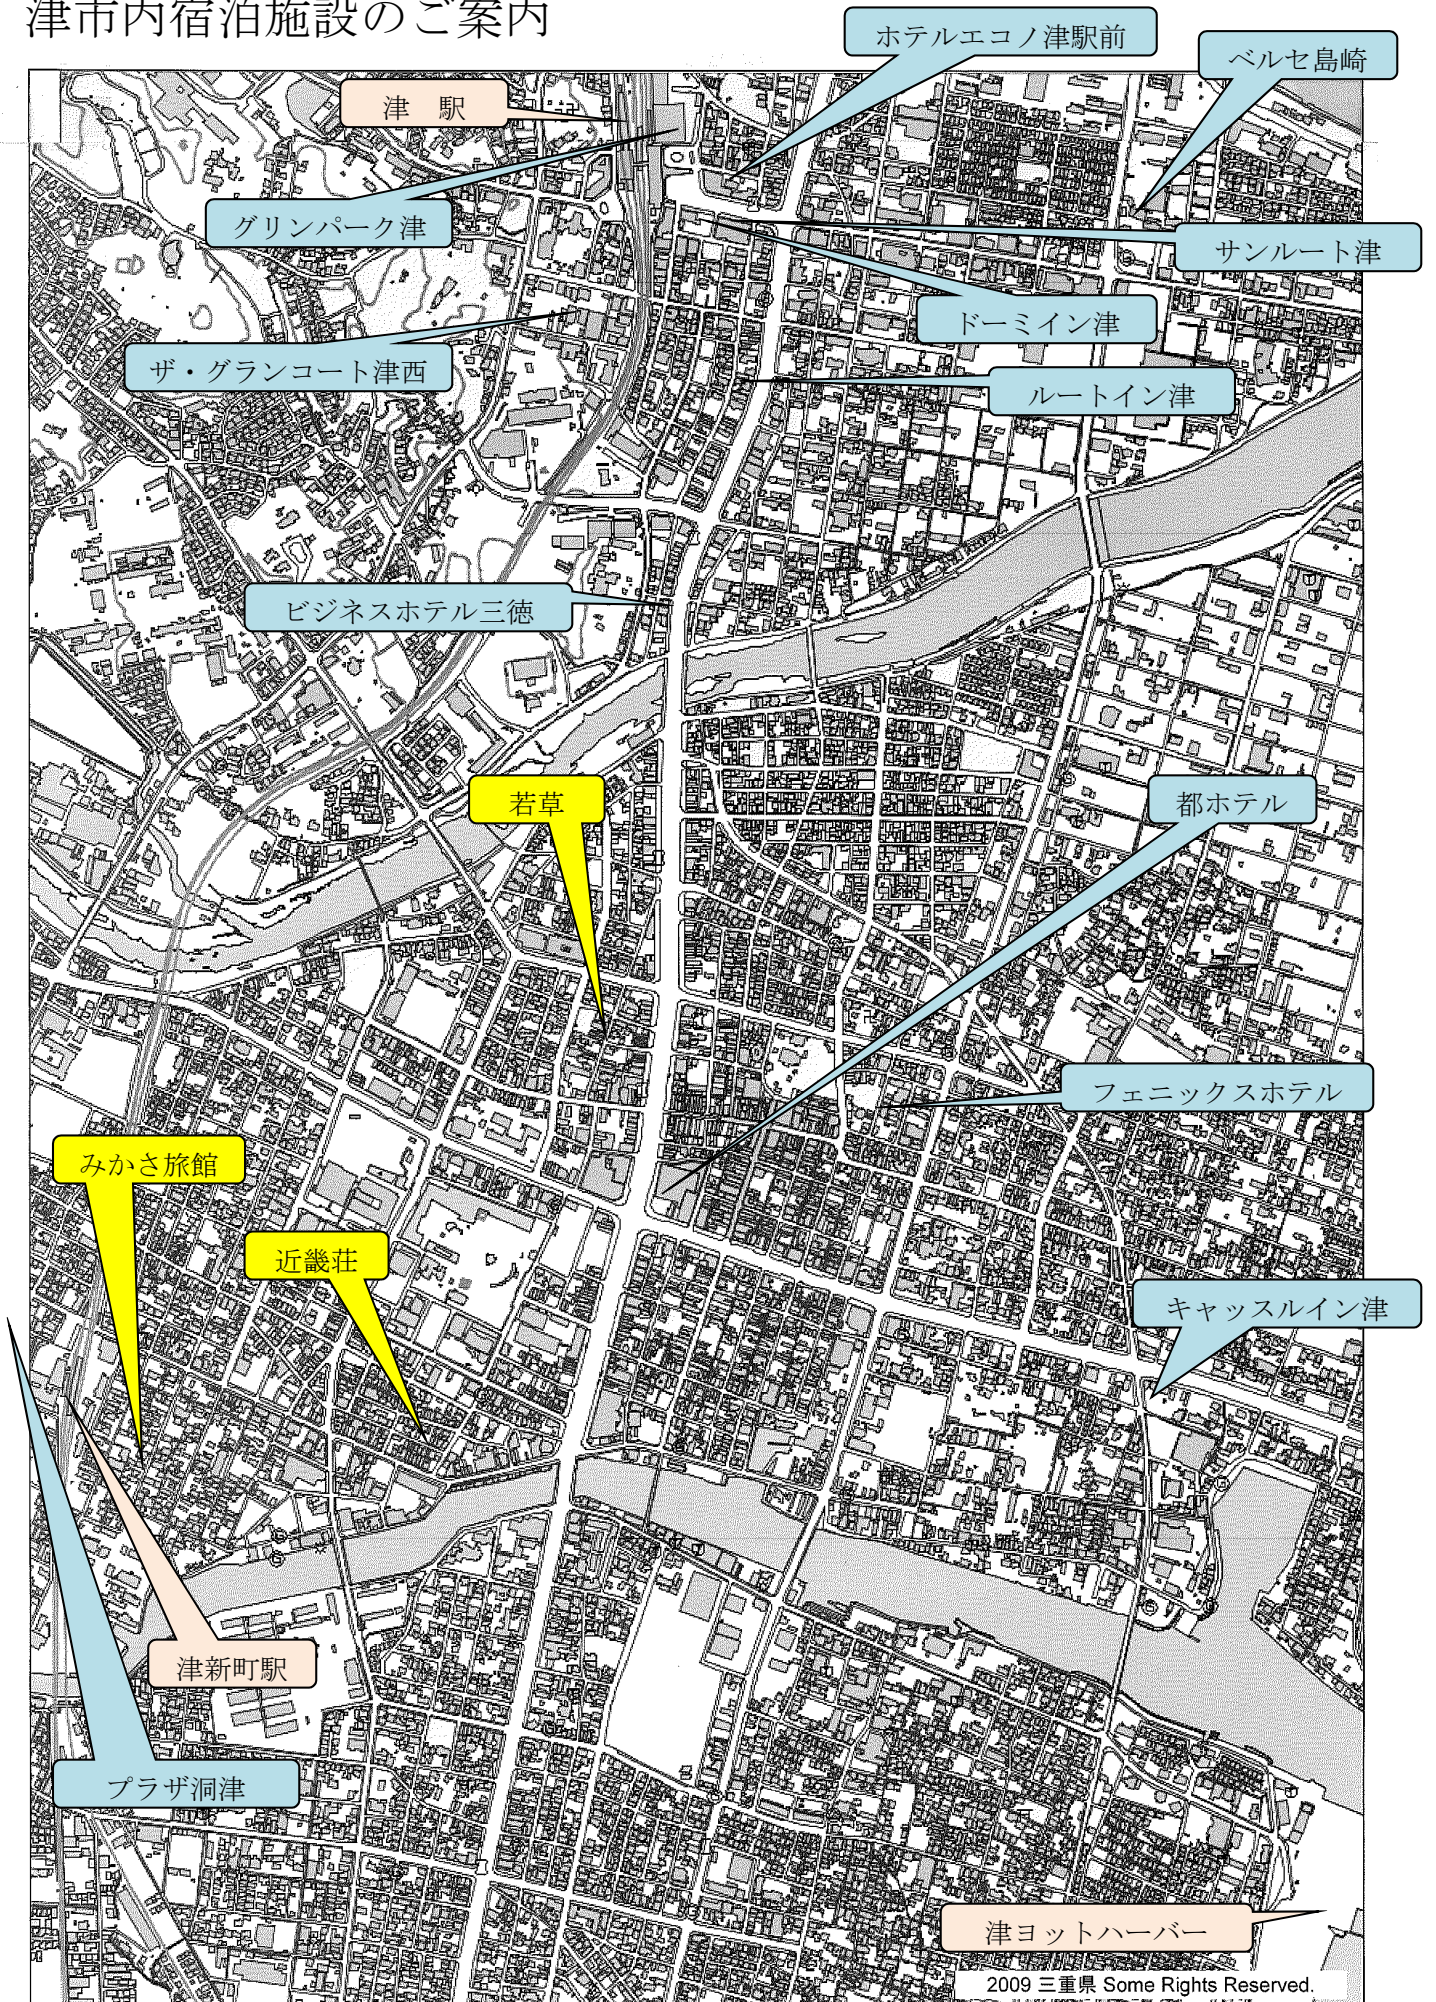 津市内宿泊施設のご案内
ホテルエコノ津駅前
ベルセ島崎
津　駅
グリンパーク津
サンルート津
ドーミイン津
ザ・グランコート津西
ルートイン津
ビジネスホテル三徳
若草
都ホテル
フェニックスホテル
みかさ旅館
近畿荘
キャッスルイン津
津新町駅
プラザ洞津
津ヨットハーバー
2009 三重県 Some Rights Reserved.